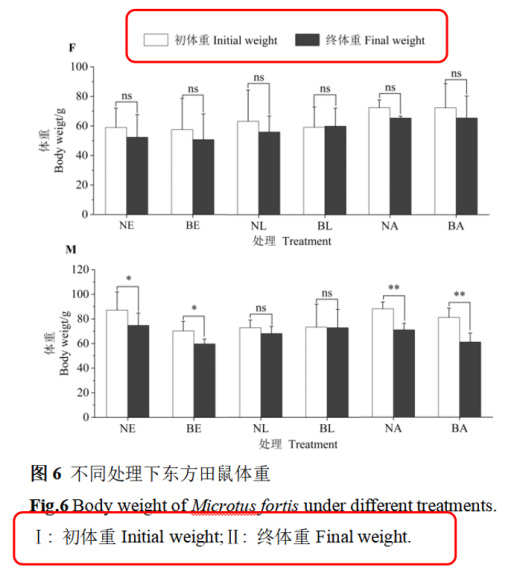 初体重 Initial weight 终体重 Final weight
F
体重
Body weigt/g
100
80
60
40
20
0
ns ns ns ns ns ns
NE BE NL BL NA BA
处理 Treatment
M
体重
Body weigt/g
120
100
80
60
40
20
0
* * ns ns ** **
NE BE NL BL NA BA
处理 Treatment
图 6 不同处理下东方田鼠体重
Fig.6 Body weight of Microtus fortis under different treatments.
Ⅰ: 初体重 Initial weight; Ⅱ: 终体重 Final weight.